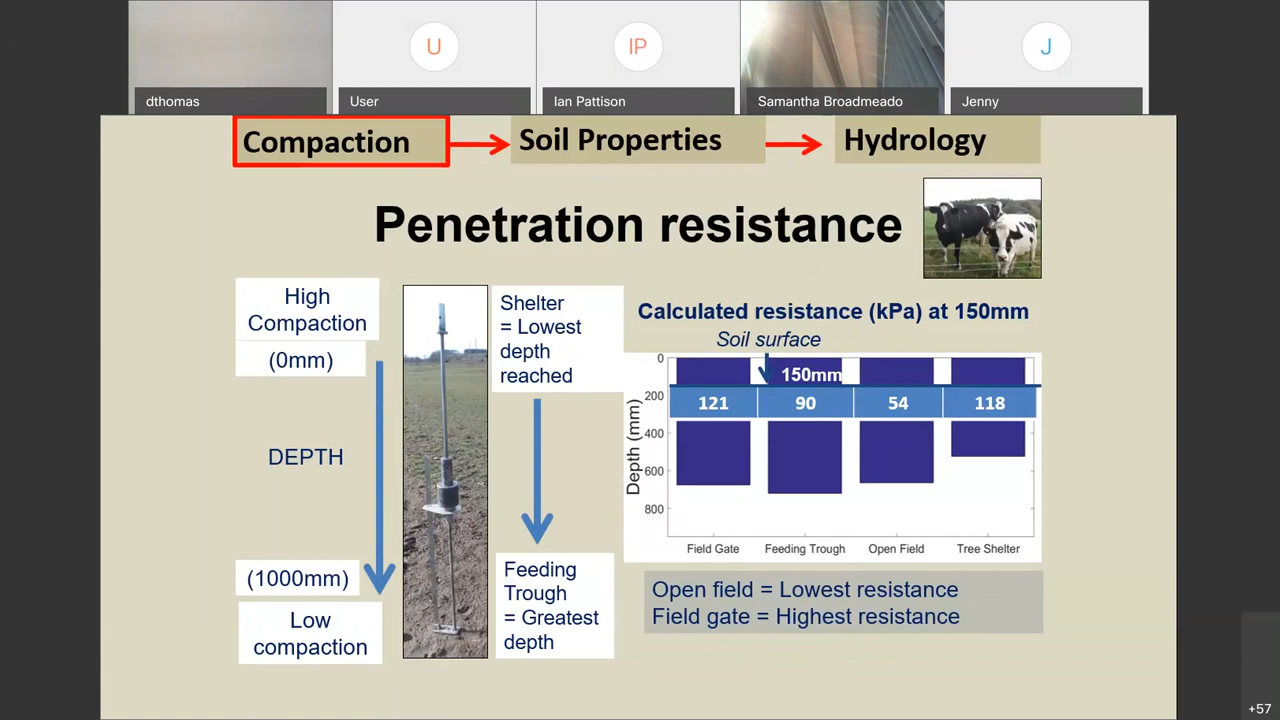 U
IP
J
dthomas
User
Ian Pattison
Samantha Broadmeado
Jenny
Compaction
Soil Properties
Hydrology
Penetration resistance
High
Compaction
(0mm)
DEPTH
(1000mm)
Low
compaction
Shelter
= Lowest
depth
reached
Feeding
Trough
= Greatest
depth
Calculated resistance (kPa) at 150mm
Soil surface
150mm
121 90 54 118
Depth (mm)
0
200
400
600
800
Field Gate Feeding Trough Open Field Tree Shelter
Open field = Lowest resistance
Field gate = Highest resistance
+57